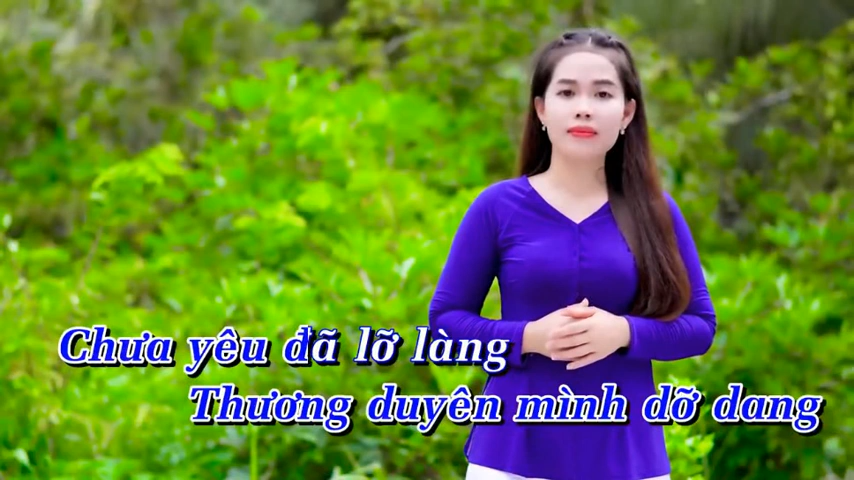 Chưa yêu đã lỡ làng
Thương duyên mình dỡ dang